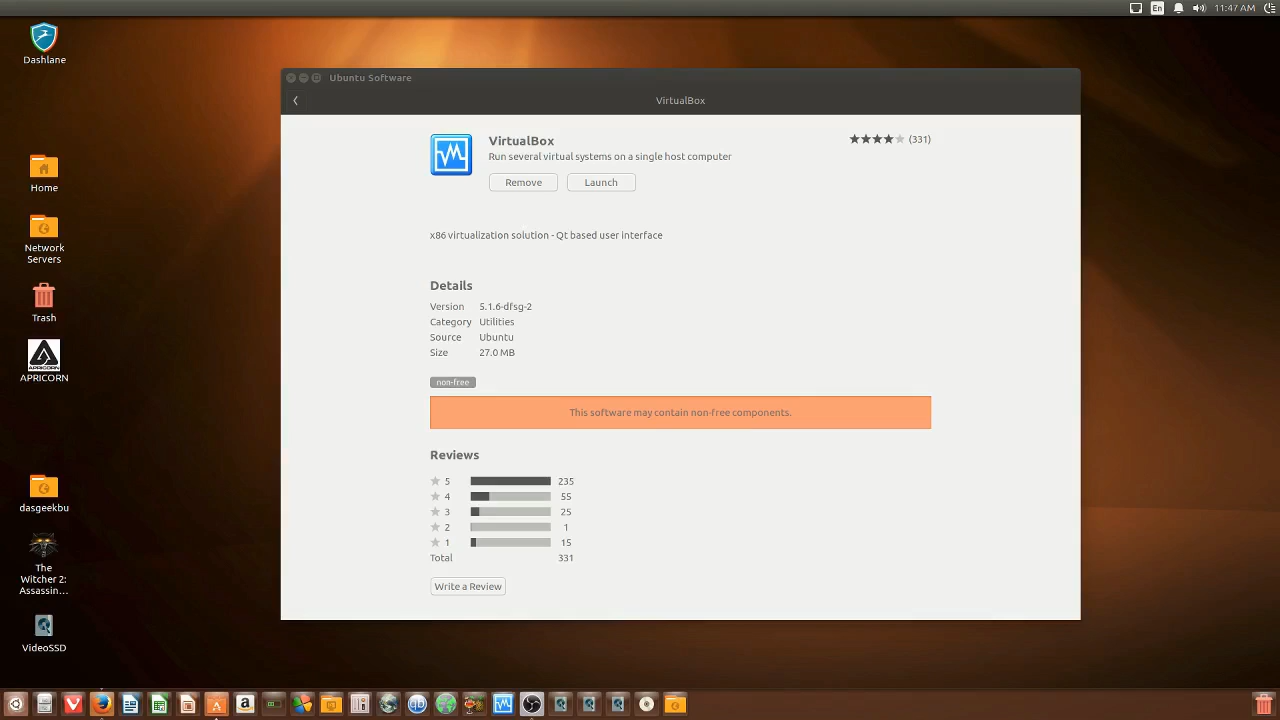 En 11:47 AM
Dashlane
Home
Network
Servers
Trash
APRICORN
APRICORN
dasgeekbu
The
Witcher 2:
Assassin...
VideoSSD
Ubuntu Software
VirtualBox
VirtualBox
Run several virtual systems on a single host computer
(331)
Remove Launch
x86 virtualization solution - Qt based user interface
Details
Version 5.1.6-dfsg-2
Category Utilities
Source Ubuntu
Size 27.0 MB
non-free
This software may contain non-free components.
Reviews
5 235
4 55
3 25
2 1
1 15
Total 331
Write a Review
qb